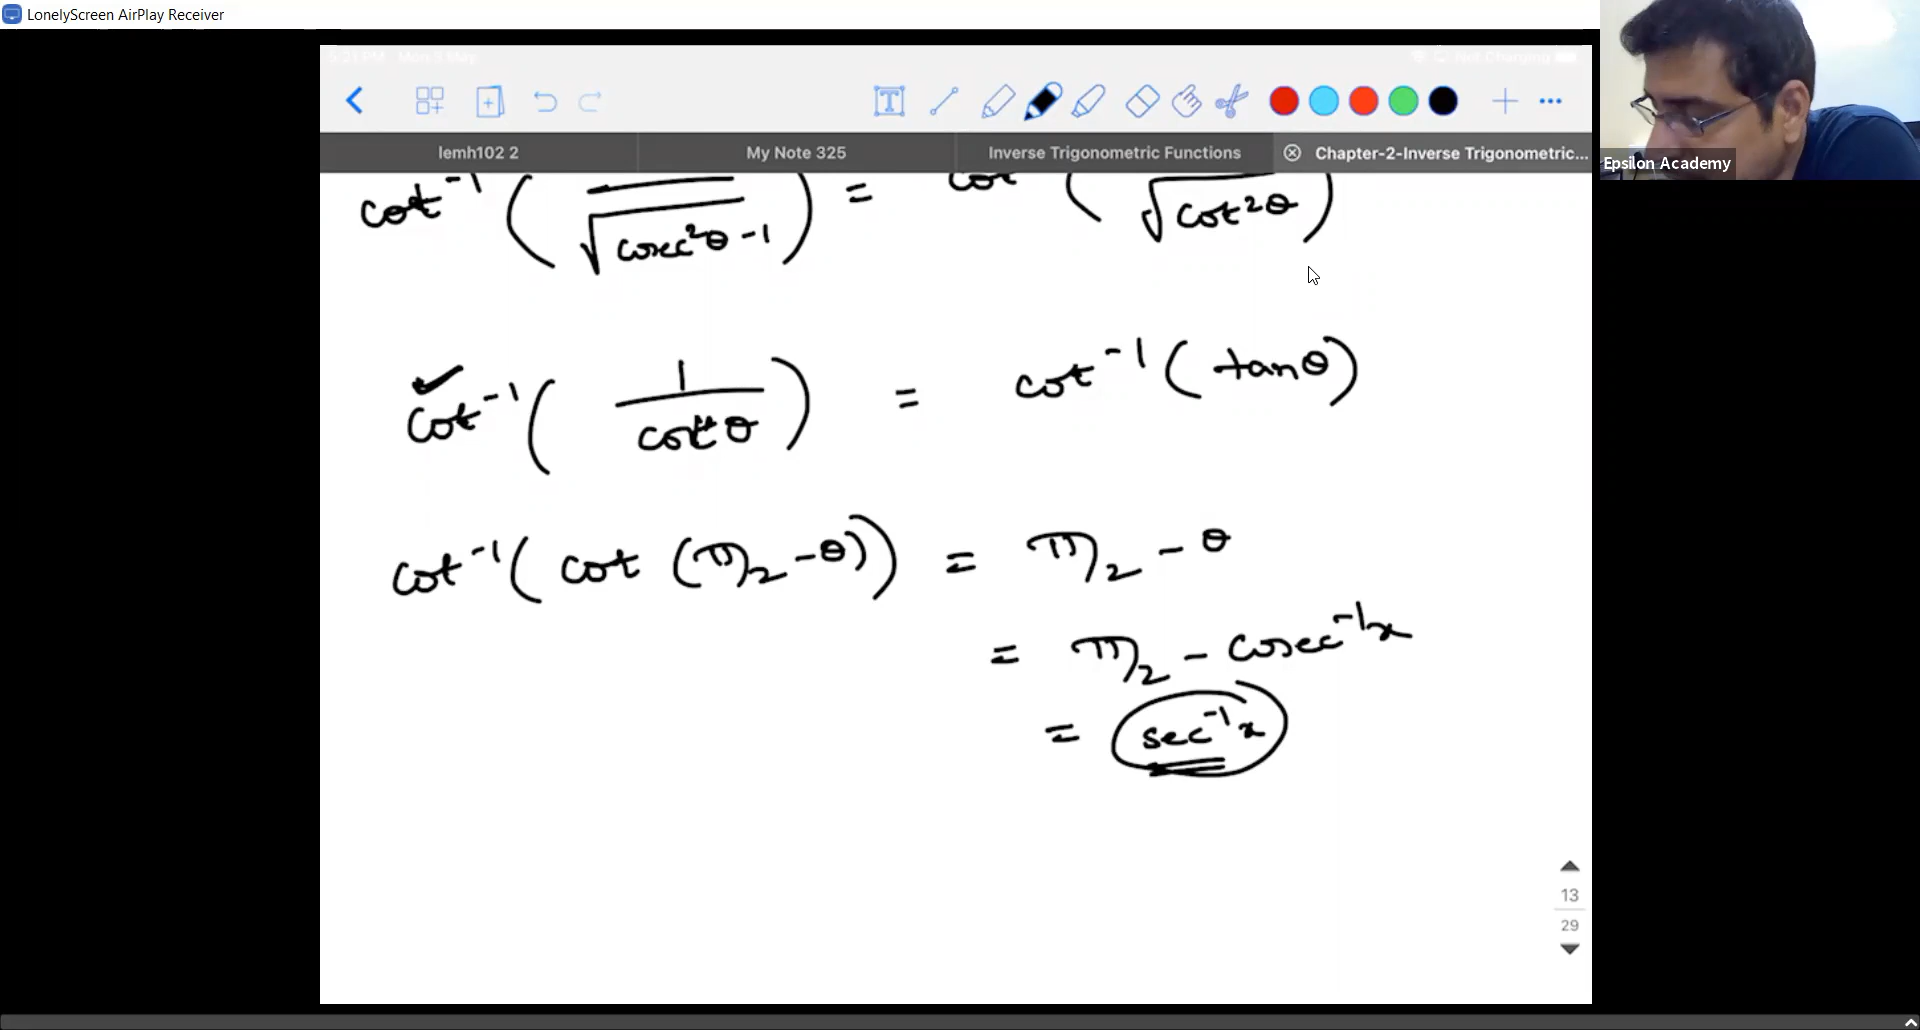 LonelyScreen AirPlay Receiver
Epsilon Academy
lemh102 2
My Note 325
Inverse Trigonometric Functions
Chapter-2-Inverse Trigonometric...
cot⁻¹ ( / √(cosec²θ -1) ) = cot ( / √(cot²θ) )
cot⁻¹ ( 1 / cot θ ) = cot⁻¹ ( tanθ )
cot⁻¹ ( cot (π/2 - θ) ) = π/2 - θ
= π/2 - cosec⁻¹x
= sec⁻¹x
13
29